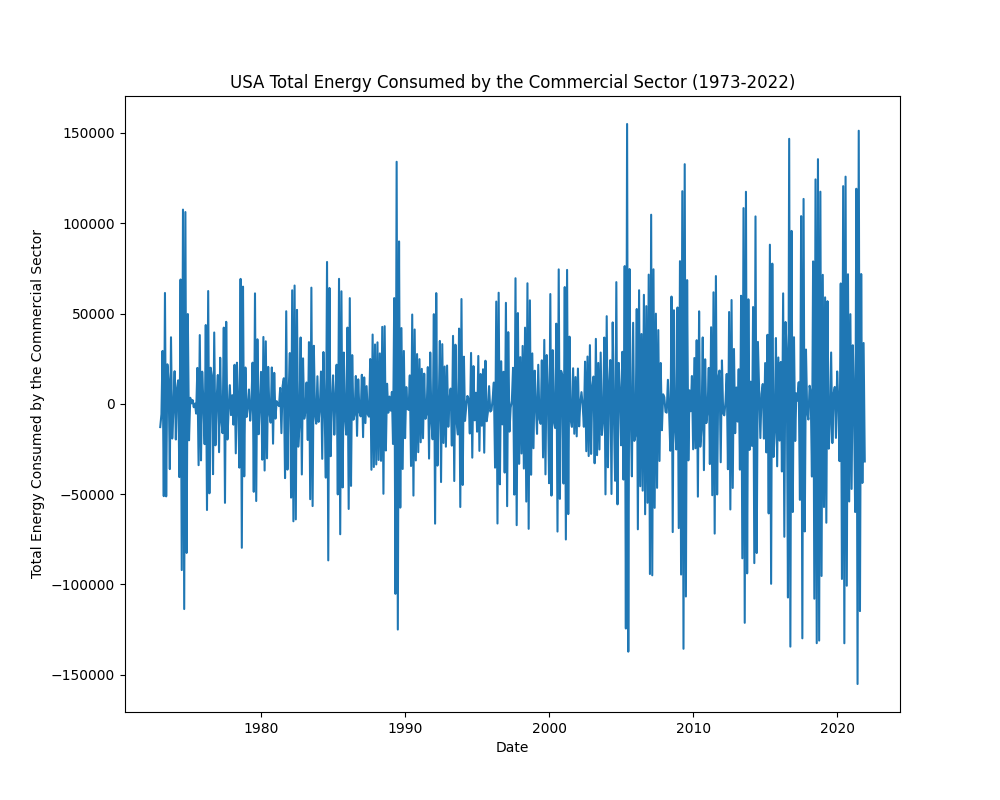 USA Total Energy Consumed by the Commercial Sector (1973-2022)
150000
100000
50000
0
−50000
−100000
−150000
Total Energy Consumed by the Commercial Sector
1980 1990 2000 2010 2020
Date